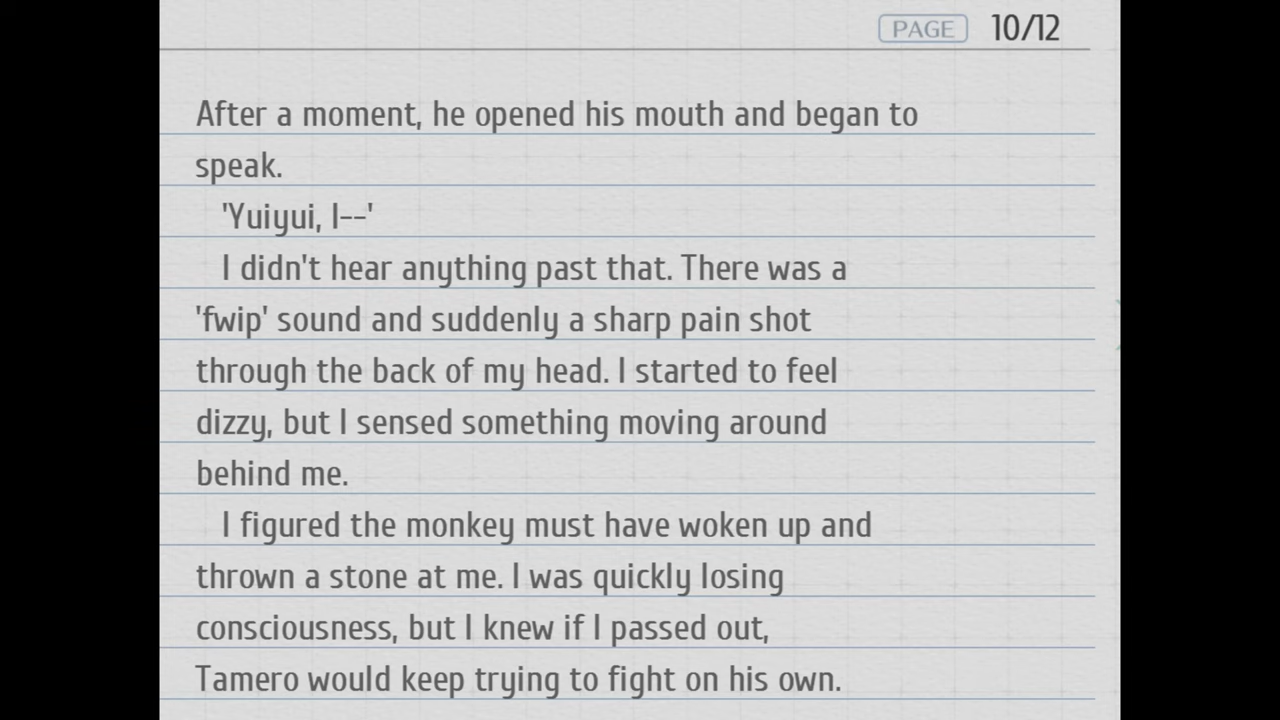 PAGE 10/12
After a moment, he opened his mouth and began to
speak.
'Yuiyui, I--'
I didn't hear anything past that. There was a
'fwip' sound and suddenly a sharp pain shot
through the back of my head. I started to feel
dizzy, but I sensed something moving around
behind me.
I figured the monkey must have woken up and
thrown a stone at me. I was quickly losing
consciousness, but I knew if I passed out,
Tamero would keep trying to fight on his own.